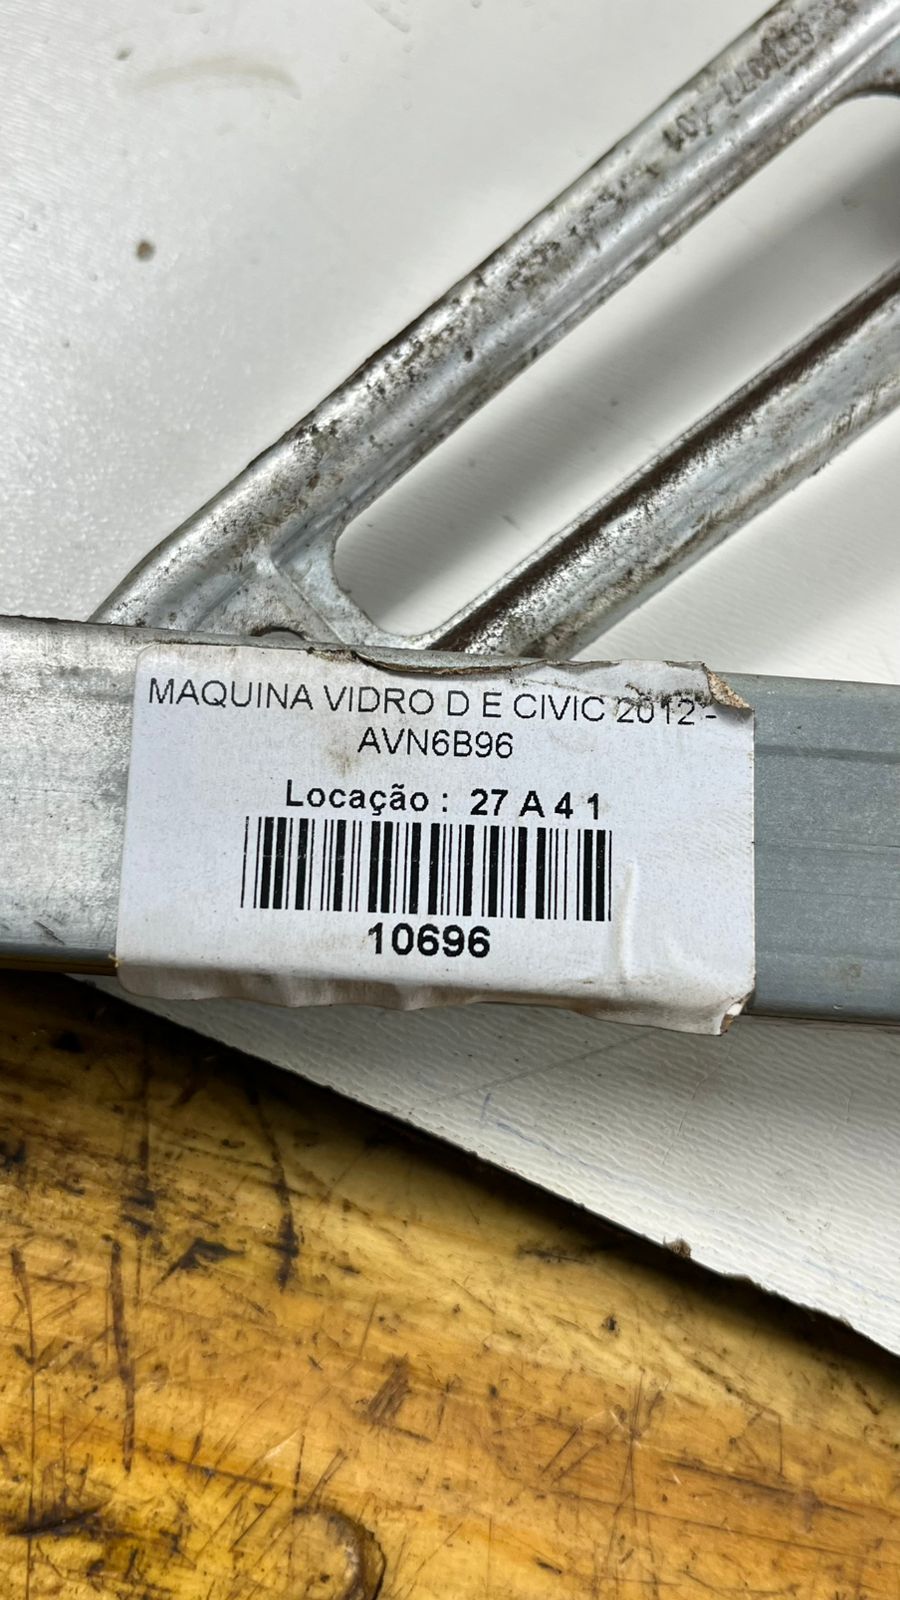 MAQUINA VIDRO D E CIVIC 2012 -
AVN6B96
Locação : 27 A 4 1
10696